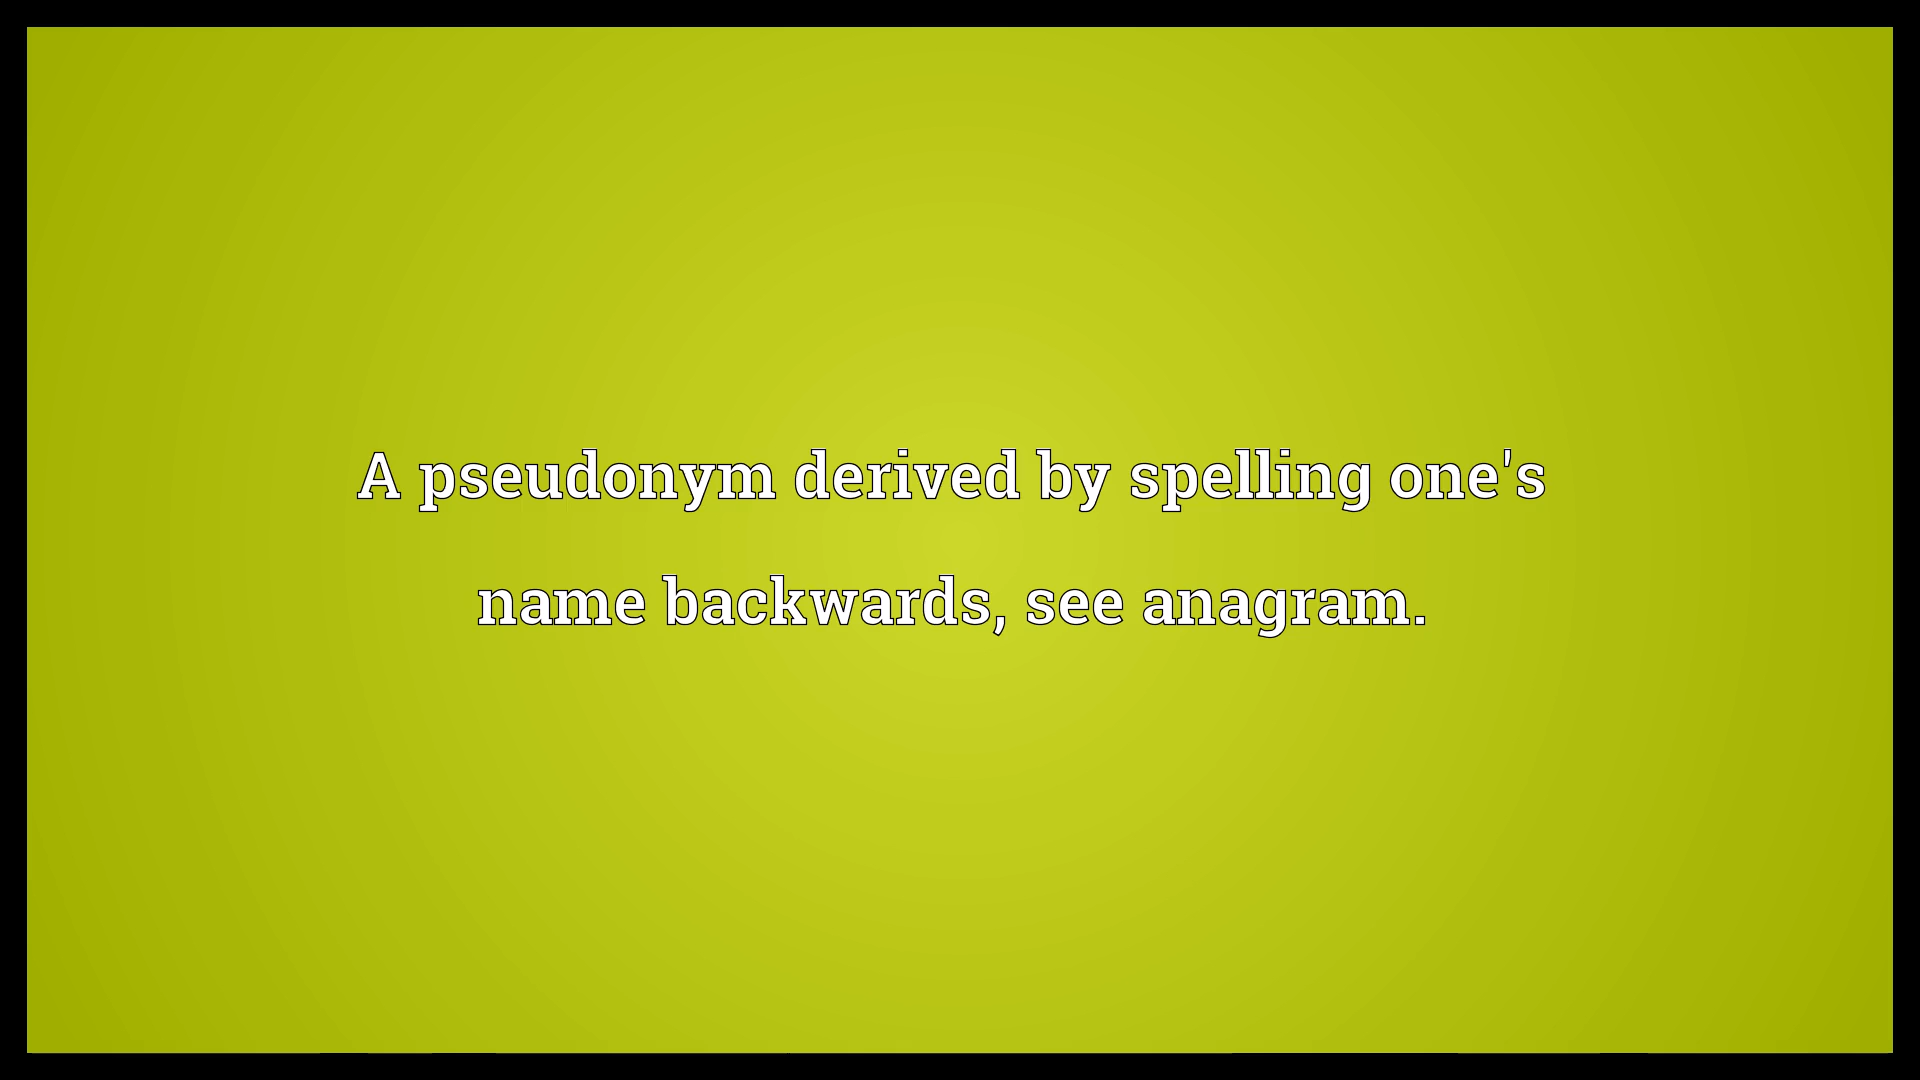 A pseudonym derived by spelling one's
name backwards, see anagram.